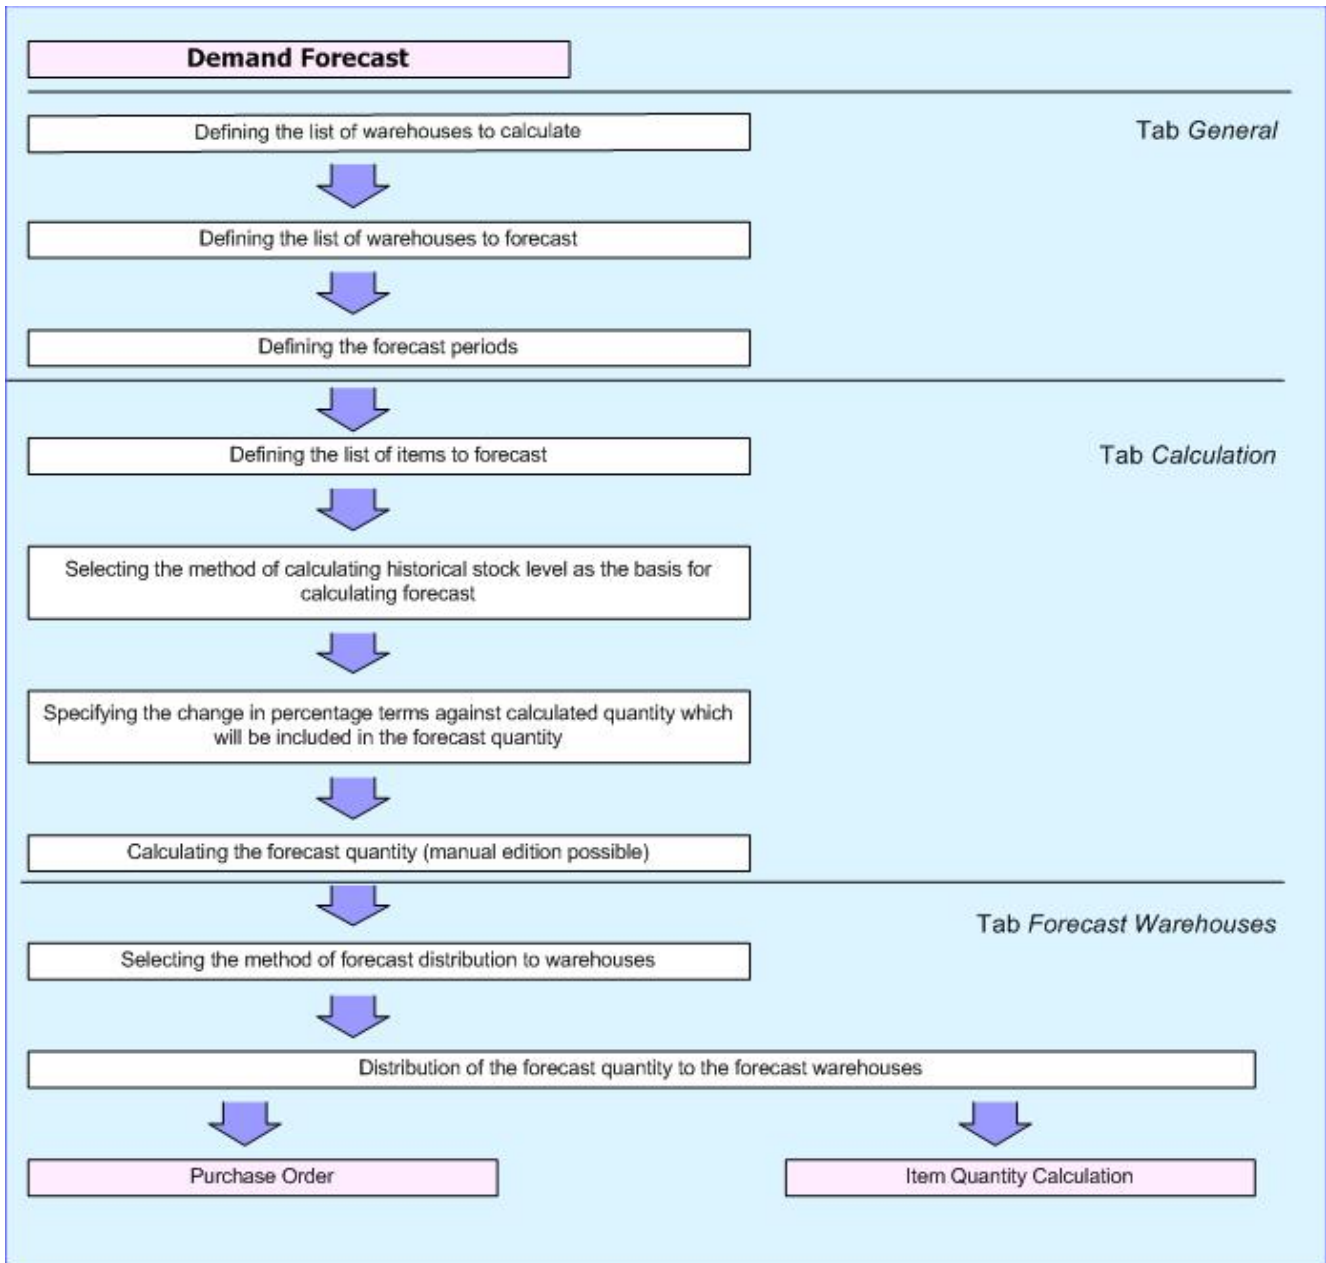 Demand Forecast
Defining the list of warehouses to calculate
Tab General
Defining the list of warehouses to forecast
Defining the forecast periods
Defining the list of items to forecast
Tab Calculation
Selecting the method of calculating historical stock level as the basis for
calculating forecast
Specifying the change in percentage terms against calculated quantity which
will be included in the forecast quantity
Calculating the forecast quantity (manual edition possible)
Tab Forecast Warehouses
Selecting the method of forecast distribution to warehouses
Distribution of the forecast quantity to the forecast warehouses
Purchase Order
Item Quantity Calculation